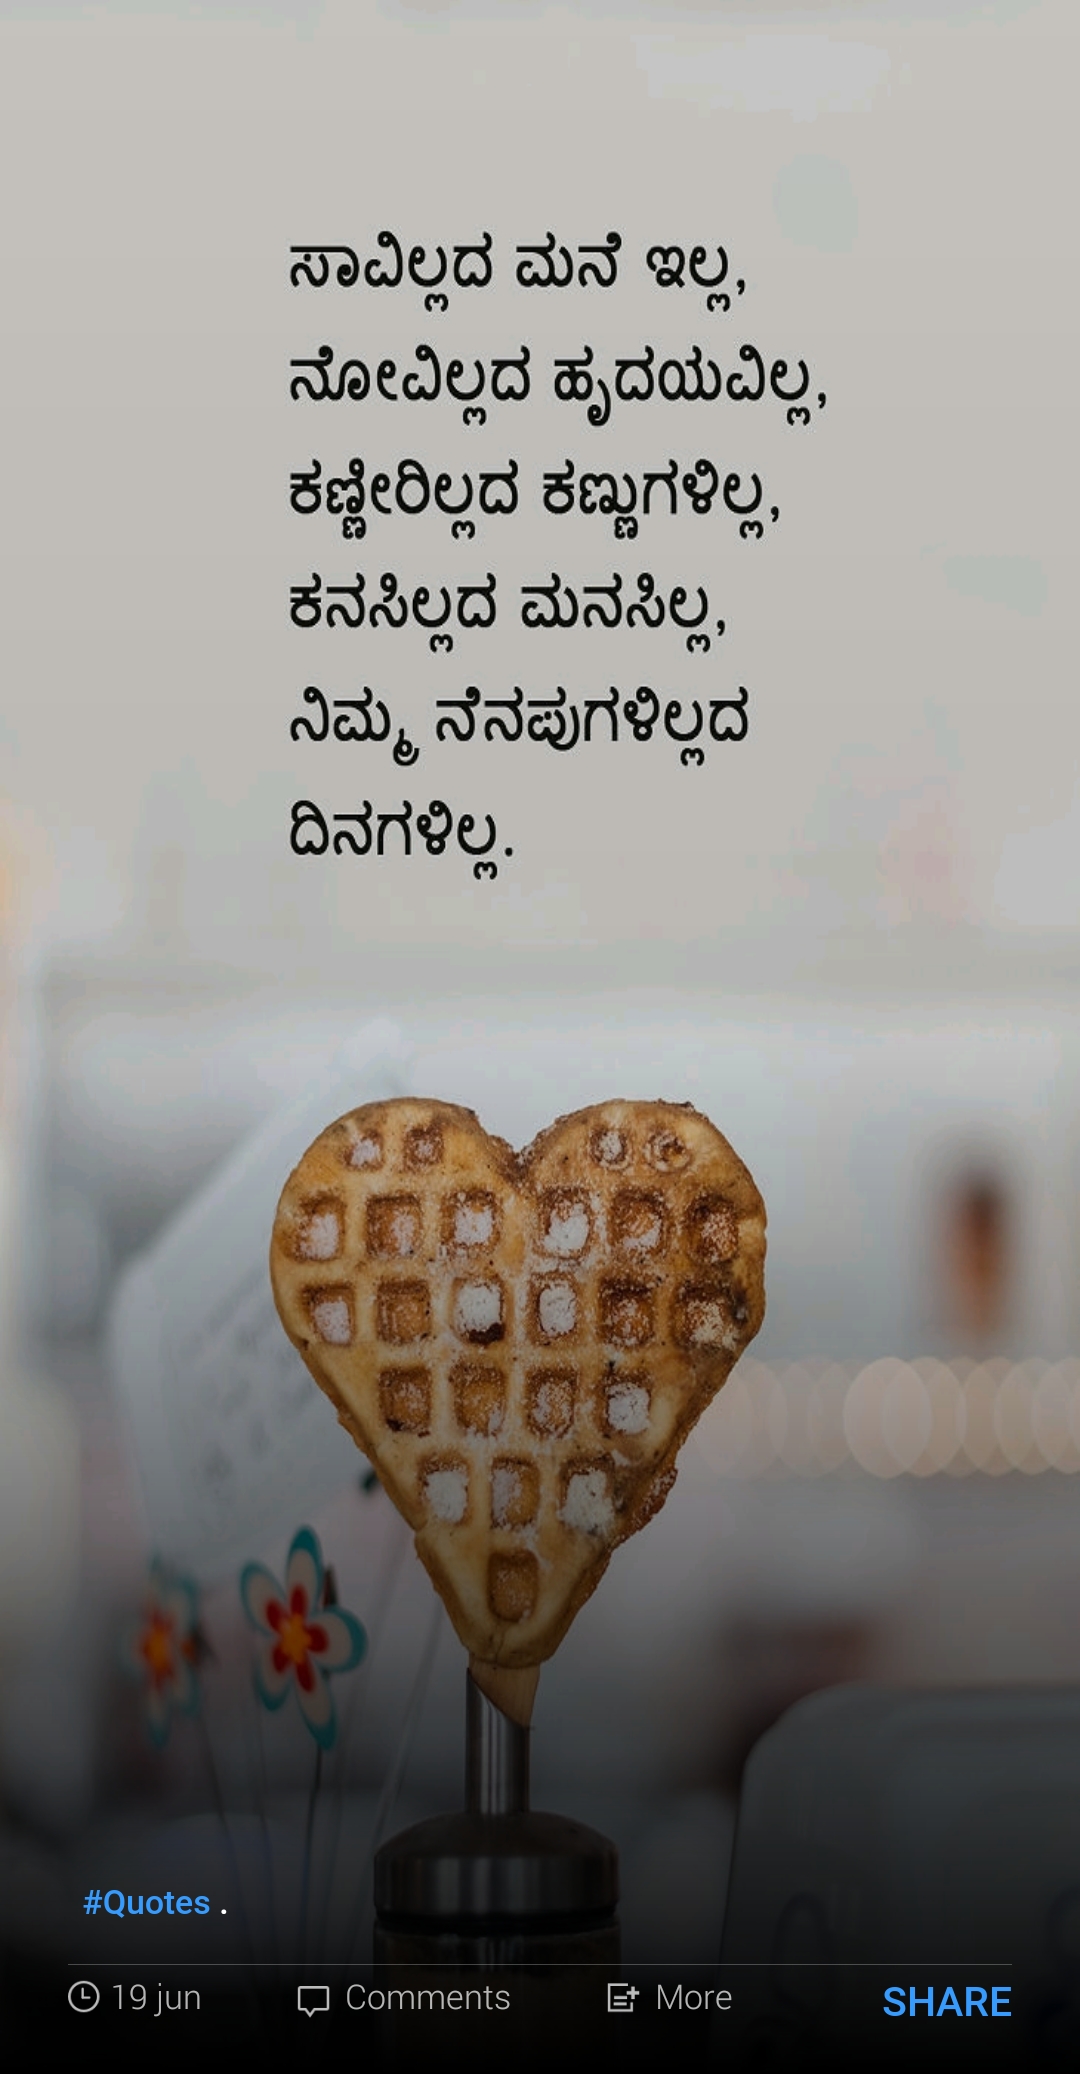 ಸಾವಿಲ್ಲದ ಮನೆ ಇಲ್ಲ,
ನೋವಿಲ್ಲದ ಹೃದಯವಿಲ್ಲ,
ಕಣ್ಣೀರಿಲ್ಲದ ಕಣ್ಣುಗಳಿಲ್ಲ,
ಕನಸಿಲ್ಲದ ಮನಸಿಲ್ಲ,
ನಿಮ್ಮ ನೆನಪುಗಳಿಲ್ಲದ
ದಿನಗಳಿಲ್ಲ.
#Quotes .
19 jun Comments More SHARE